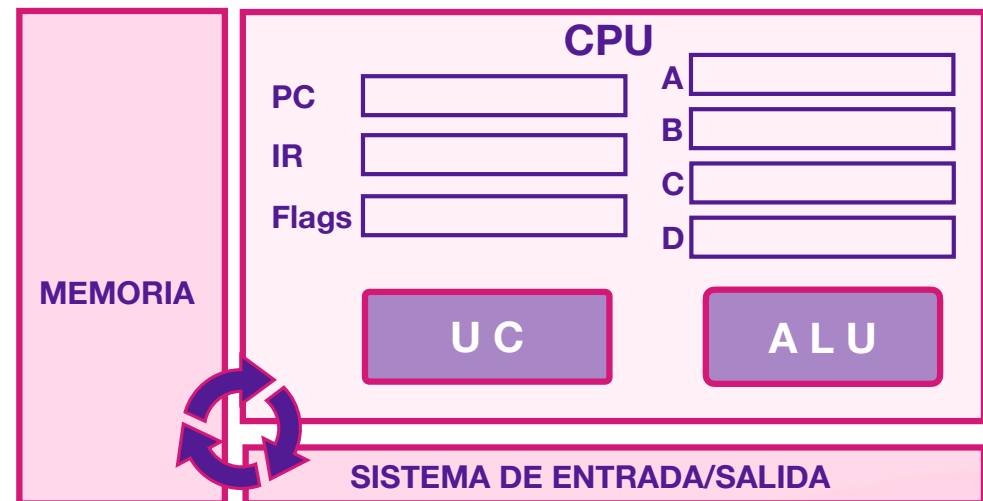 CPU
PC
IR
Flags
A
B
C
D
MEMORIA
U C
A L U
SISTEMA DE ENTRADA/SALIDA